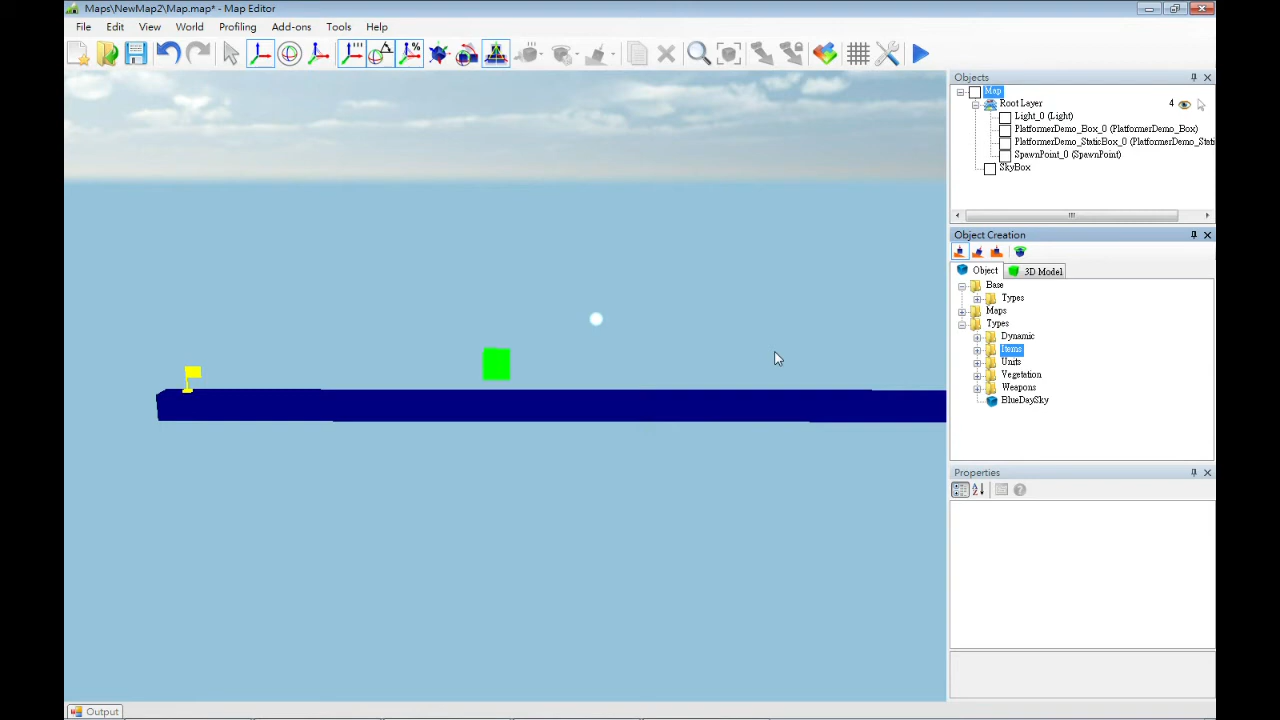 Maps\NewMap2\Map.map* - Map Editor
File Edit View World Profiling Add-ons Tools Help
Objects
Map
Root Layer 4
Light_0 (Light)
PlatformerDemo_Box_0 (PlatformerDemo_Box)
PlatformerDemo_StaticBox_0 (PlatformerDemo_Stati
SpawnPoint_0 (SpawnPoint)
SkyBox
Object Creation
Object 3D Model
Base
Types
Maps
Types
Dynamic
Items
Units
Vegetation
Weapons
BlueDaySky
Properties
Output